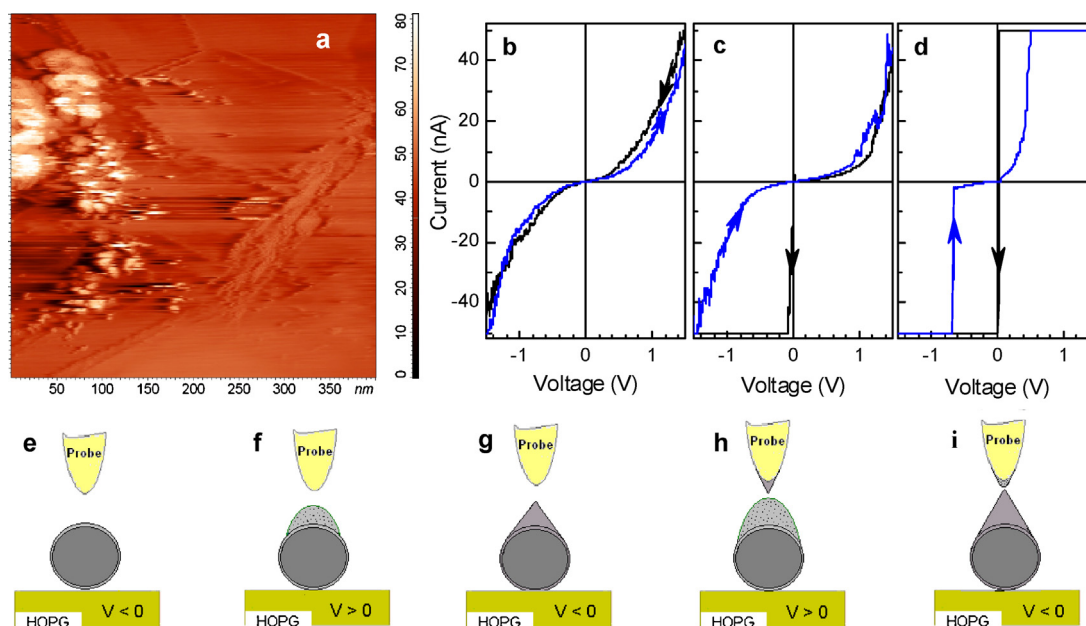 a
80
70
60
50
40
30
20
10
0
50 100 150 200 250 300 350 nm
b c d
Current (nA)
40
20
0
-20
-40
-1 0 1 -1 0 1 -1 0 1
Voltage (V) Voltage (V) Voltage (V)
e f g h i
Probe Probe Probe Probe Probe
V < 0 V > 0 V < 0 V > 0 V < 0
HOPG HOPG HOPG HOPG HOPG